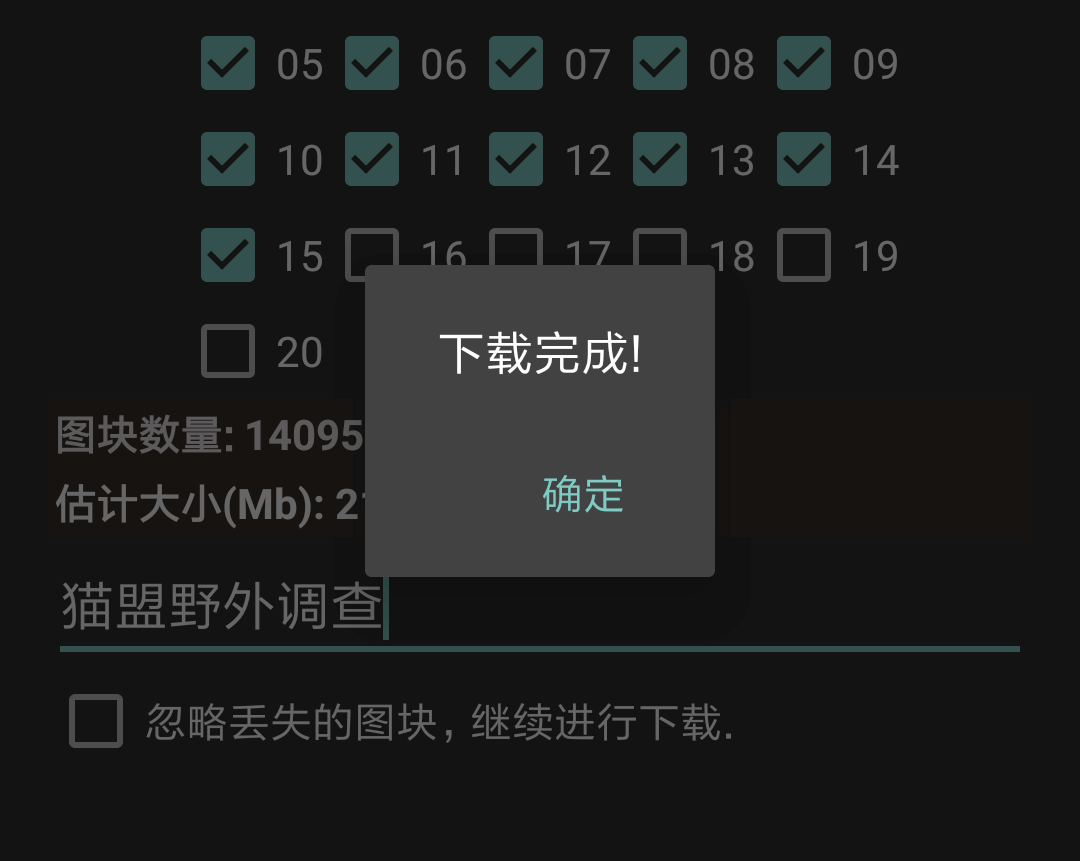 05 06 07 08 09
10 11 12 13 14
15 16 17 18 19
20
下载完成!
确定
图块数量: 14095
估计大小(Mb): 2
猫盟野外调查
忽略丢失的图块，继续进行下载.